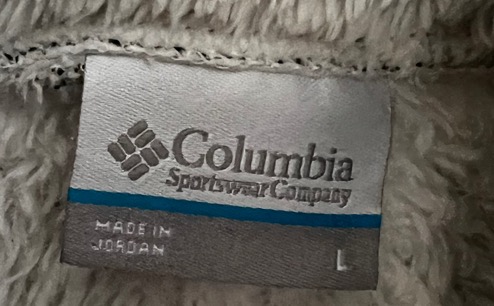 Columbia
Sportswear Company
MADE IN
JORDAN
L